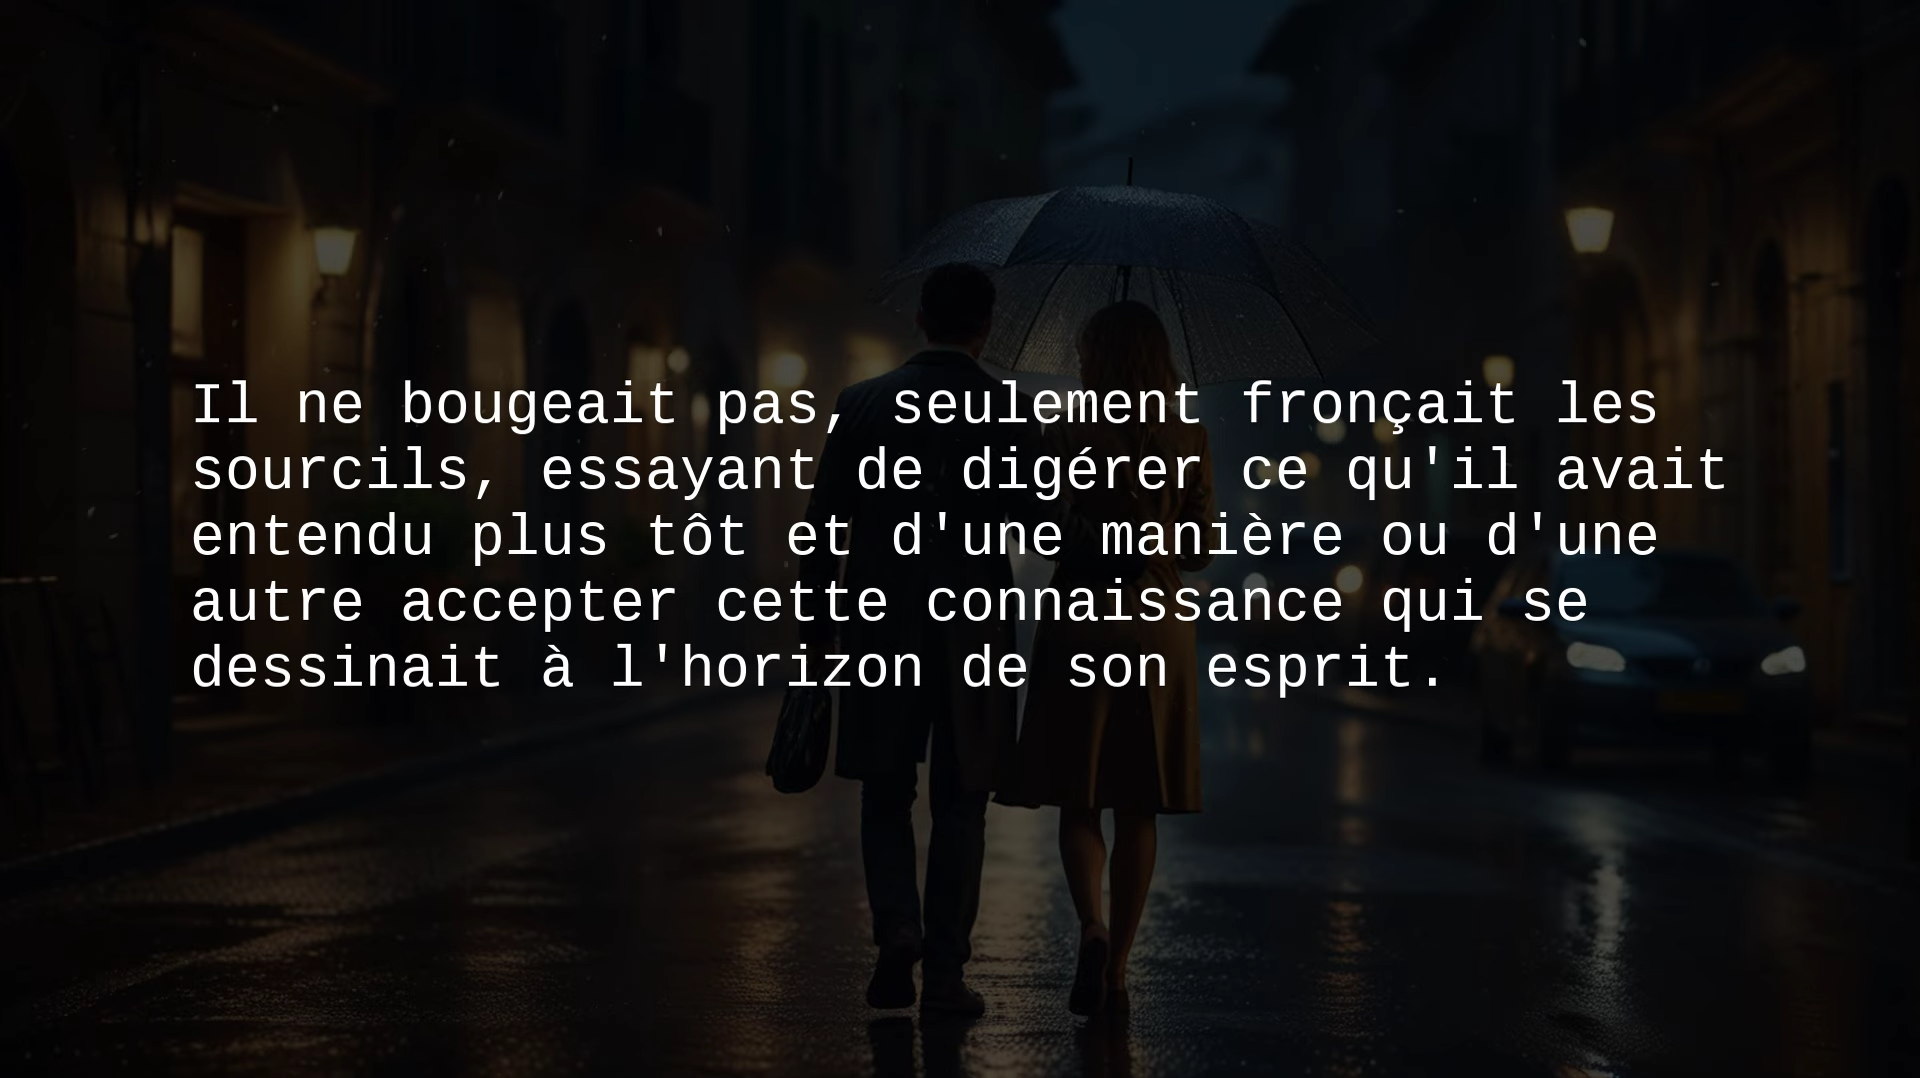 Il ne bougeait pas, seulement fronçait les
sourcils, essayant de digérer ce qu'il avait
entendu plus tôt et d'une manière ou d'une
autre accepter cette connaissance qui se
dessinait à l'horizon de son esprit.